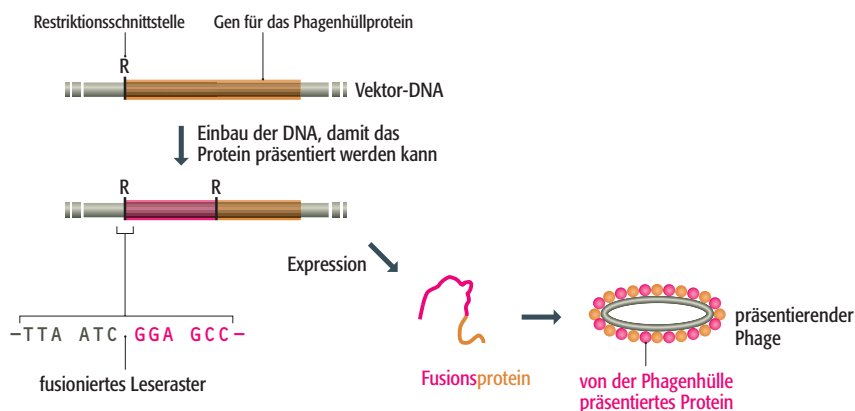 Restriktionsschnittstelle
Gen für das Phagenhüllprotein
R
Vektor-DNA
Einbau der DNA, damit das
Protein präsentiert werden kann
R
R
Expression
–TTA ATC GGA GCC–
fusioniertes Leseraster
Fusionsprotein
präsentierender
Phage
von der Phagenhülle
präsentiertes Protein